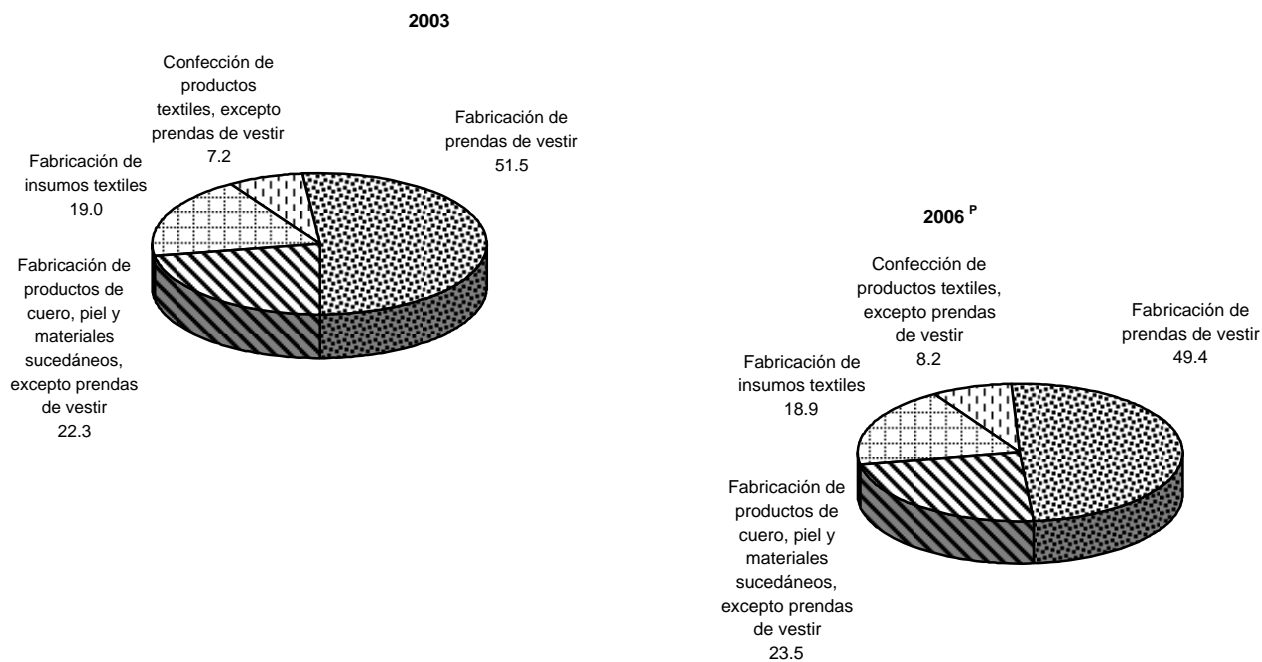 2003
Confección de
productos
textiles, excepto
prendas de vestir
7.2
Fabricación de
prendas de vestir
51.5
Fabricación de
insumos textiles
19.0
Fabricación de
productos de
cuero, piel y
materiales
sucedáneos,
excepto prendas
de vestir
22.3
2006 P
Confección de
productos textiles,
excepto prendas
de vestir
8.2
Fabricación de
prendas de vestir
49.4
Fabricación de
insumos textiles
18.9
Fabricación de
productos de
cuero, piel y
materiales
sucedáneos,
excepto prendas
de vestir
23.5